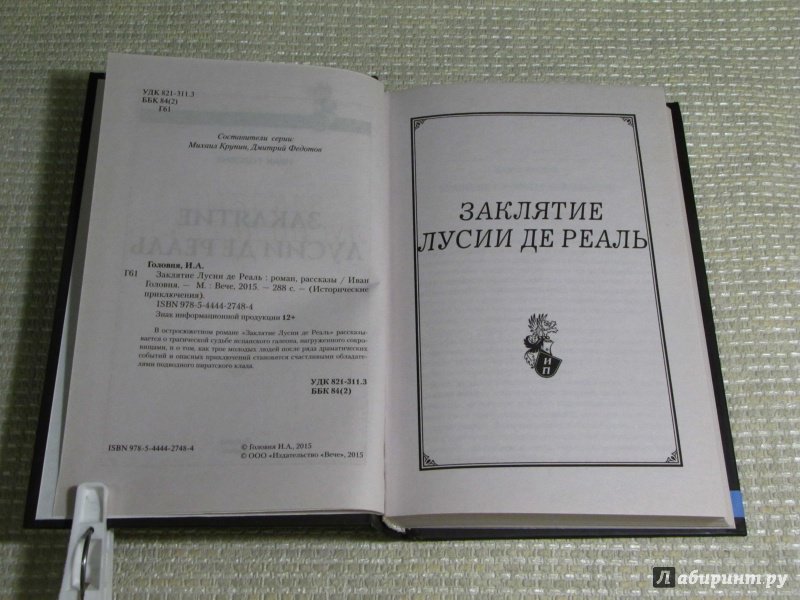 УДК 821-311.3
ББК 84(2)
Г61
Составители серии:
Михаил Крупин, Дмитрий Федотов
Головня, И.А.
Г61 Заклятие Лусии де Реаль : роман, рассказы / Иван
Головня. — М. : Вече, 2015. — 288 с. — (Исторические
приключения).
ISBN 978-5-4444-2748-4
Знак информационной продукции 12+
В остросюжетном романе «Заклятие Лусии де Реаль» рассказы-
вается о трагической судьбе испанского галеона, нагруженного сокро-
вищами, и о том, как трое молодых людей после ряда драматических
событий и опасных приключений становятся счастливыми обладате-
лями подводного пиратского клада.
УДК 821-311.3
ББК 84(2)
ISBN 978-5-4444-2748-4
© Головня И.А., 2015
© ООО «Издательство «Вече», 2015
ЗАКЛЯТИЕ
ЛУСИИ ДЕ РЕАЛЬ
И
П
Лабиринт.ру